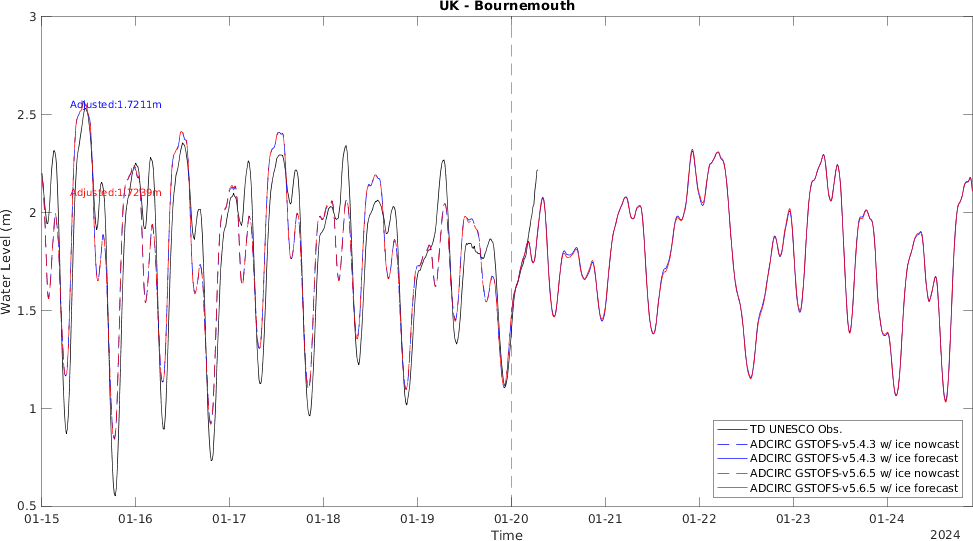 UK - Bournemouth
Water Level (m)
3
2.5
2
1.5
1
0.5
Adjusted:1.7211m
Adjusted:1.7239m
TD UNESCO Obs.
ADCIRC GSTOFS-v5.4.3 w/ ice nowcast
ADCIRC GSTOFS-v5.4.3 w/ ice forecast
ADCIRC GSTOFS-v5.6.5 w/ ice nowcast
ADCIRC GSTOFS-v5.6.5 w/ ice forecast
01-15 01-16 01-17 01-18 01-19 01-20 01-21 01-22 01-23 01-24
Time
2024